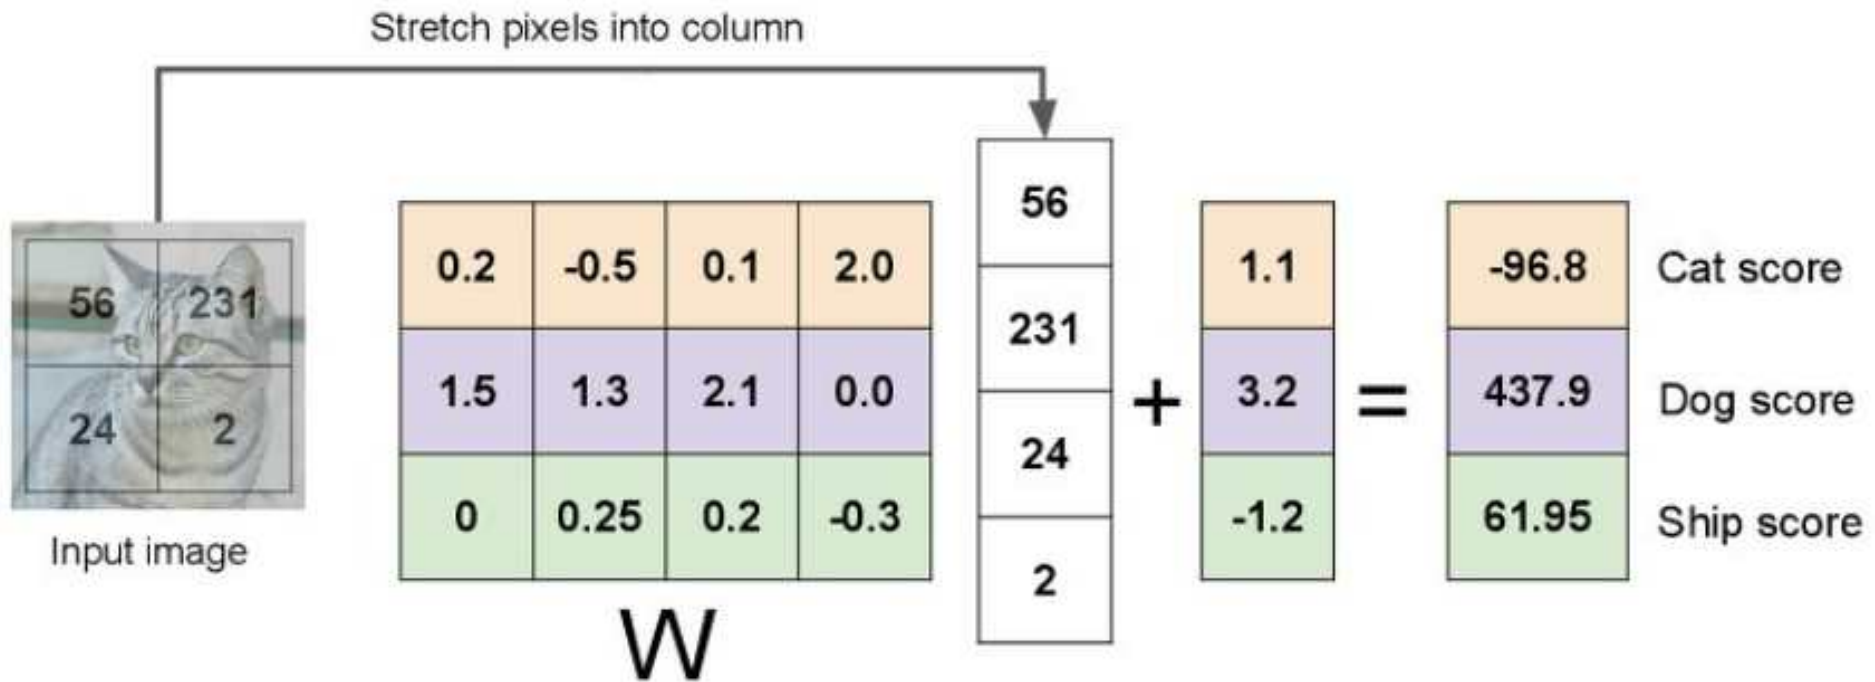 Stretch pixels into column
56 231
24 2
Input image
0.2 -0.5 0.1 2.0
1.5 1.3 2.1 0.0
0 0.25 0.2 -0.3
W
56
231
24
2
+
1.1
3.2
-1.2
=
-96.8 Cat score
437.9 Dog score
61.95 Ship score